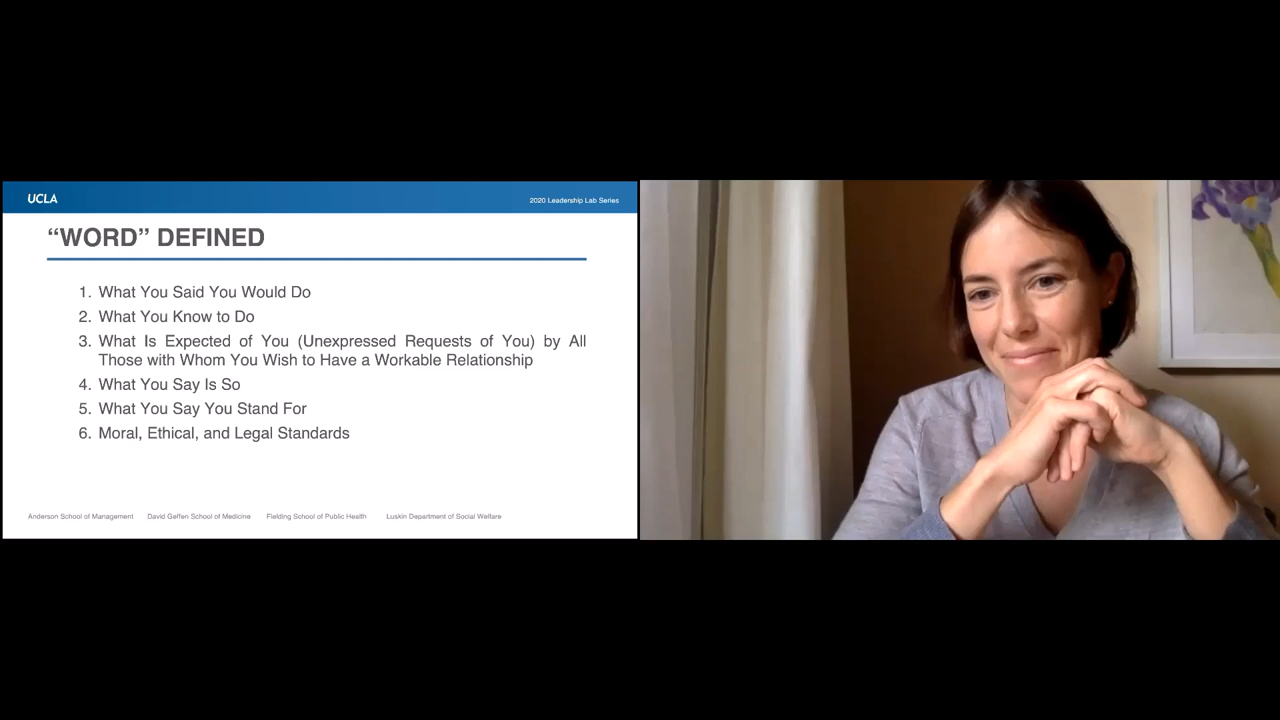 UCLA
2020 Leadership Lab Series
“WORD” DEFINED
1. What You Said You Would Do
2. What You Know to Do
3. What Is Expected of You (Unexpressed Requests of You) by All
Those with Whom You Wish to Have a Workable Relationship
4. What You Say Is So
5. What You Say You Stand For
6. Moral, Ethical, and Legal Standards
Anderson School of Management David Geffen School of Medicine Fielding School of Public Health Luskin Department of Social Welfare